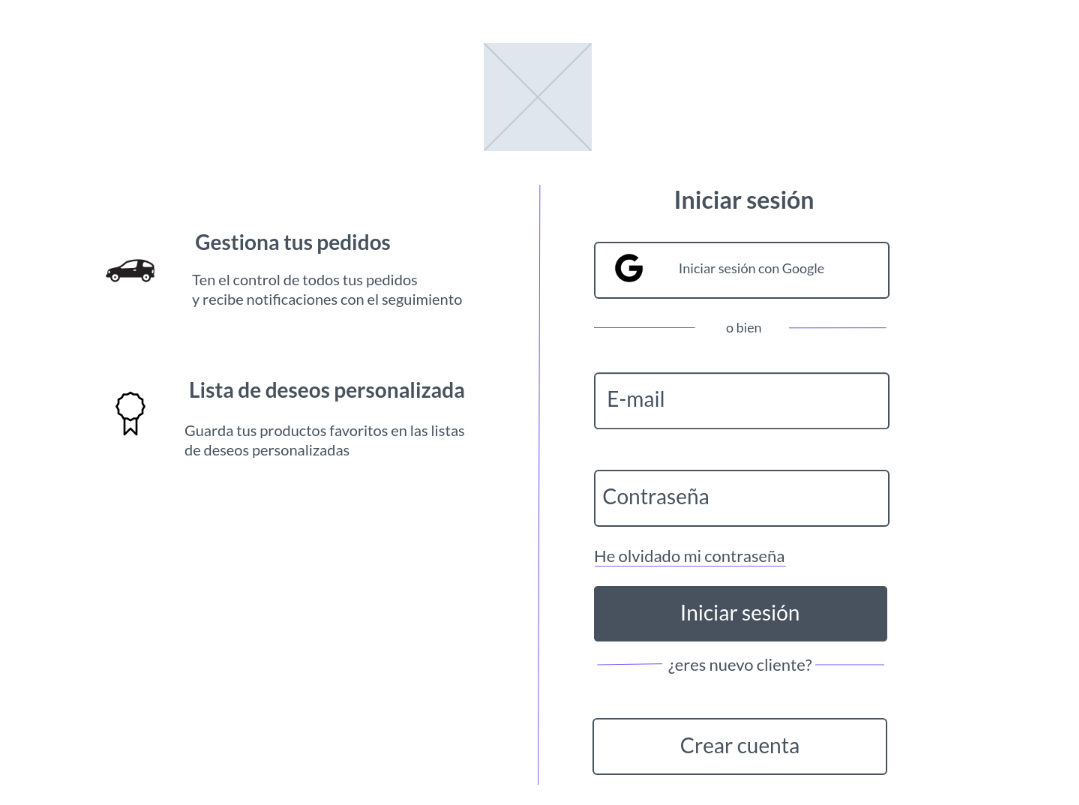 Gestiona tus pedidos
Ten el control de todos tus pedidos
y recibe notificaciones con el seguimiento
Lista de deseos personalizada
Guarda tus productos favoritos en las listas
de deseos personalizadas
Iniciar sesión
G Iniciar sesión con Google
o bien
E-mail
Contraseña
He olvidado mi contraseña
Iniciar sesión
¿eres nuevo cliente?
Crear cuenta